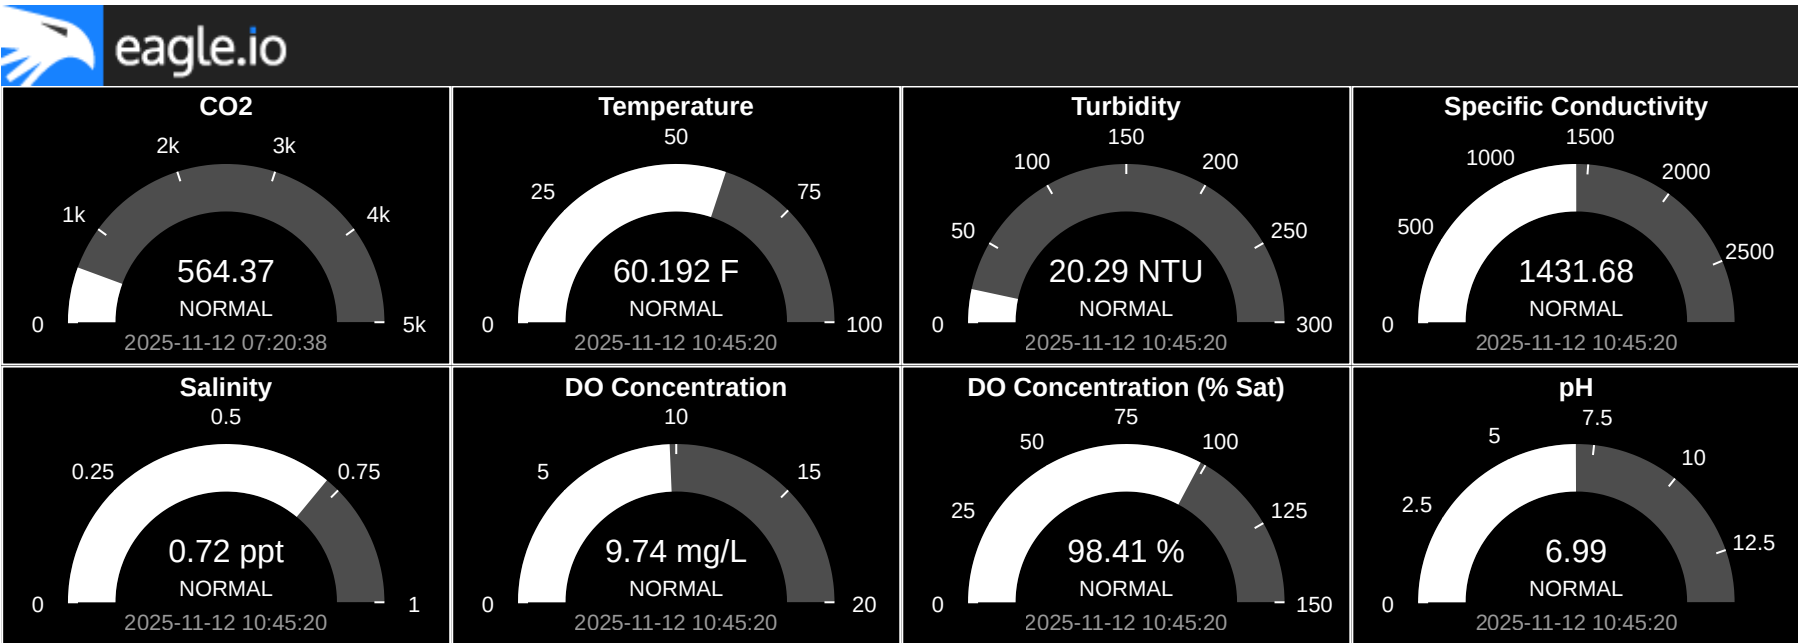 eagle.io
CO2
2k
3k
1k
4k
564.37
NORMAL
0
5k
2025-11-12 07:20:38
Temperature
50
25
75
60.192 F
NORMAL
0
100
2025-11-12 10:45:20
Turbidity
150
100
200
50
250
20.29 NTU
NORMAL
0
300
2025-11-12 10:45:20
Specific Conductivity
1500
1000
2000
500
2500
1431.68
NORMAL
0
2025-11-12 10:45:20
Salinity
0.5
0.25
0.75
0.72 ppt
NORMAL
0
1
2025-11-12 10:45:20
DO Concentration
10
5
15
9.74 mg/L
NORMAL
0
20
2025-11-12 10:45:20
DO Concentration (% Sat)
75
50
100
25
125
98.41 %
NORMAL
0
150
2025-11-12 10:45:20
pH
7.5
5
10
2.5
12.5
6.99
NORMAL
0
2025-11-12 10:45:20